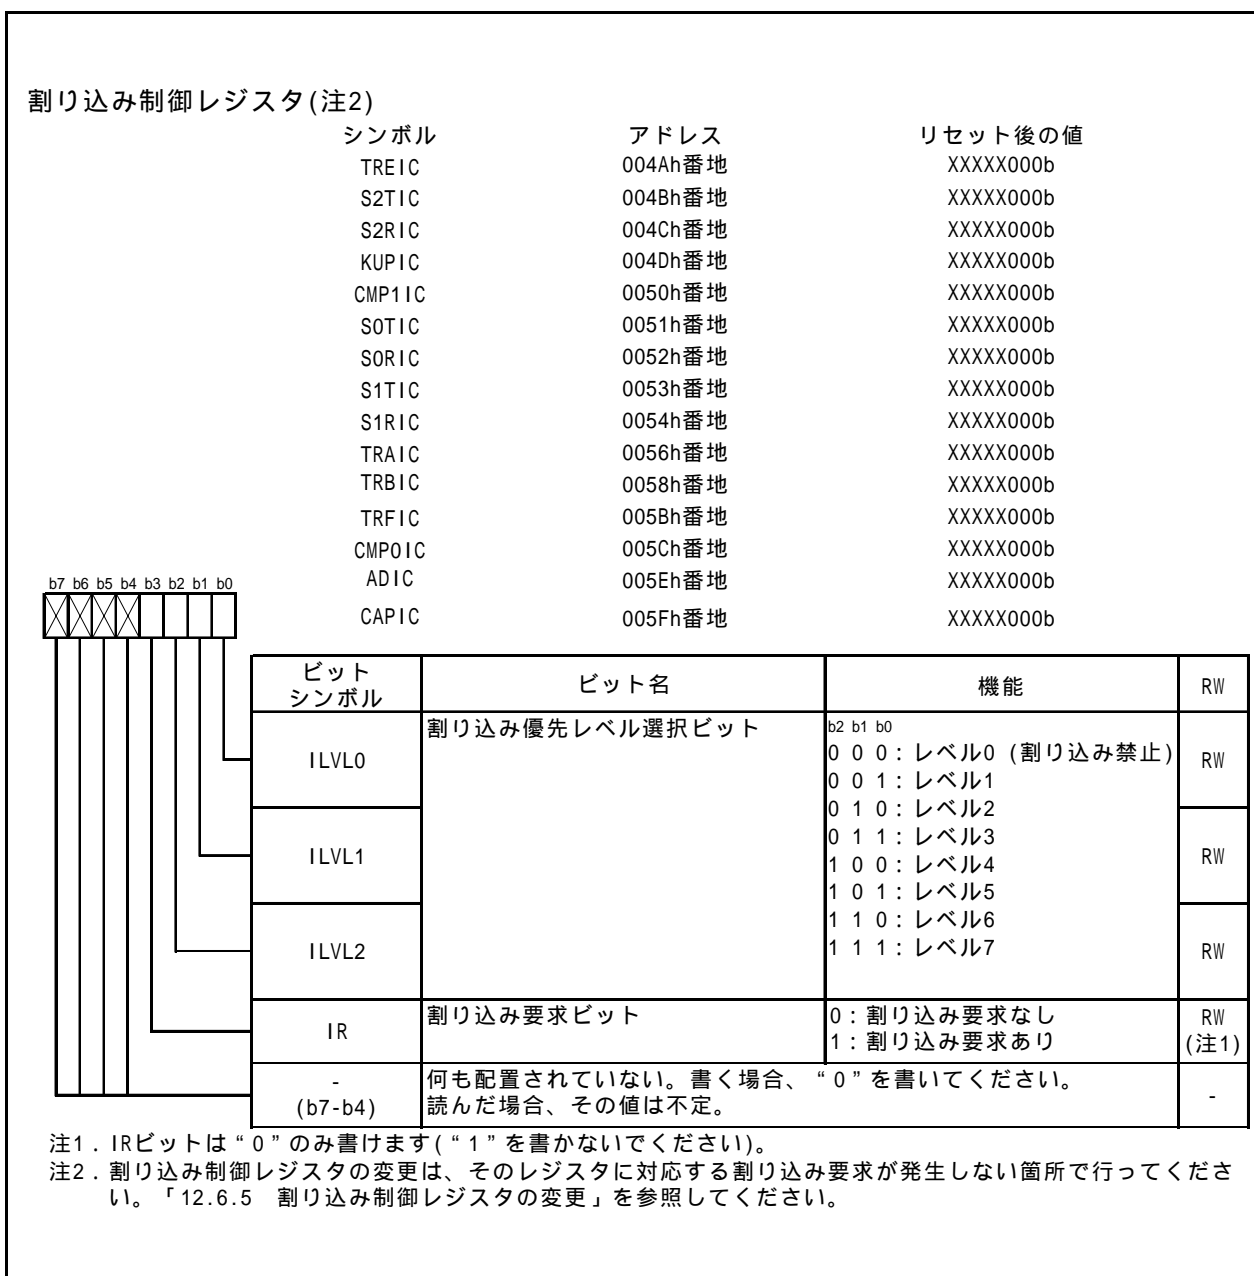 割り込み制御レジスタ(注2)
シンボル アドレス リセット後の値
TREIC 004Ah番地 XXXXX000b
S2TIC 004Bh番地 XXXXX000b
S2RIC 004Ch番地 XXXXX000b
KUPIC 004Dh番地 XXXXX000b
CMP1IC 0050h番地 XXXXX000b
S0TIC 0051h番地 XXXXX000b
S0RIC 0052h番地 XXXXX000b
S1TIC 0053h番地 XXXXX000b
S1RIC 0054h番地 XXXXX000b
TRAIC 0056h番地 XXXXX000b
TRBIC 0058h番地 XXXXX000b
TRFIC 005Bh番地 XXXXX000b
CMP0IC 005Ch番地 XXXXX000b
ADIC 005Eh番地 XXXXX000b
CAPIC 005Fh番地 XXXXX000b
b7 b6 b5 b4 b3 b2 b1 b0
ビット
シンボル
ビット名
機能
RW
ILVL0
割り込み優先レベル選択ビット
b2 b1 b0
0 0 0:レベル0 (割り込み禁止)
0 0 1:レベル1
0 1 0:レベル2
0 1 1:レベル3
1 0 0:レベル4
1 0 1:レベル5
1 1 0:レベル6
1 1 1:レベル7
RW
ILVL1
RW
ILVL2
RW
IR
割り込み要求ビット
0:割り込み要求なし
1:割り込み要求あり
RW
(注1)
-
(b7-b4)
何も配置されていない。書く場合、“0”を書いてください。
読んだ場合、その値は不定。
-
注1.IRビットは“0”のみ書けます(“1”を書かないでください)。
注2.割り込み制御レジスタの変更は、そのレジスタに対応する割り込み要求が発生しない箇所で行ってくださ
い。「12.6.5 割り込み制御レジスタの変更」を参照してください。